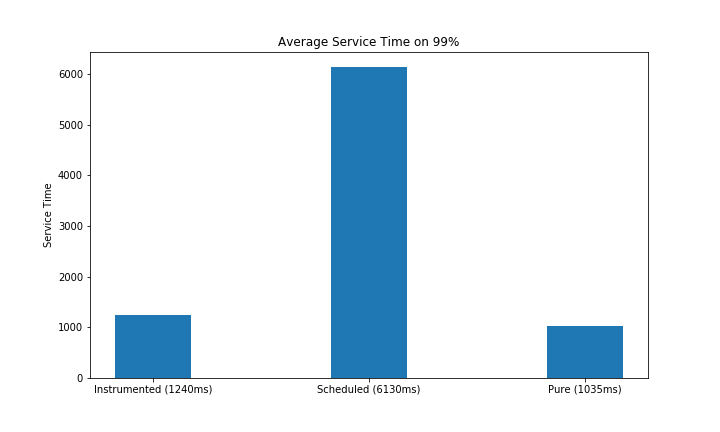 Average Service Time on 99%
Service Time
6000
5000
4000
3000
2000
1000
0
Instrumented (1240ms)
Scheduled (6130ms)
Pure (1035ms)